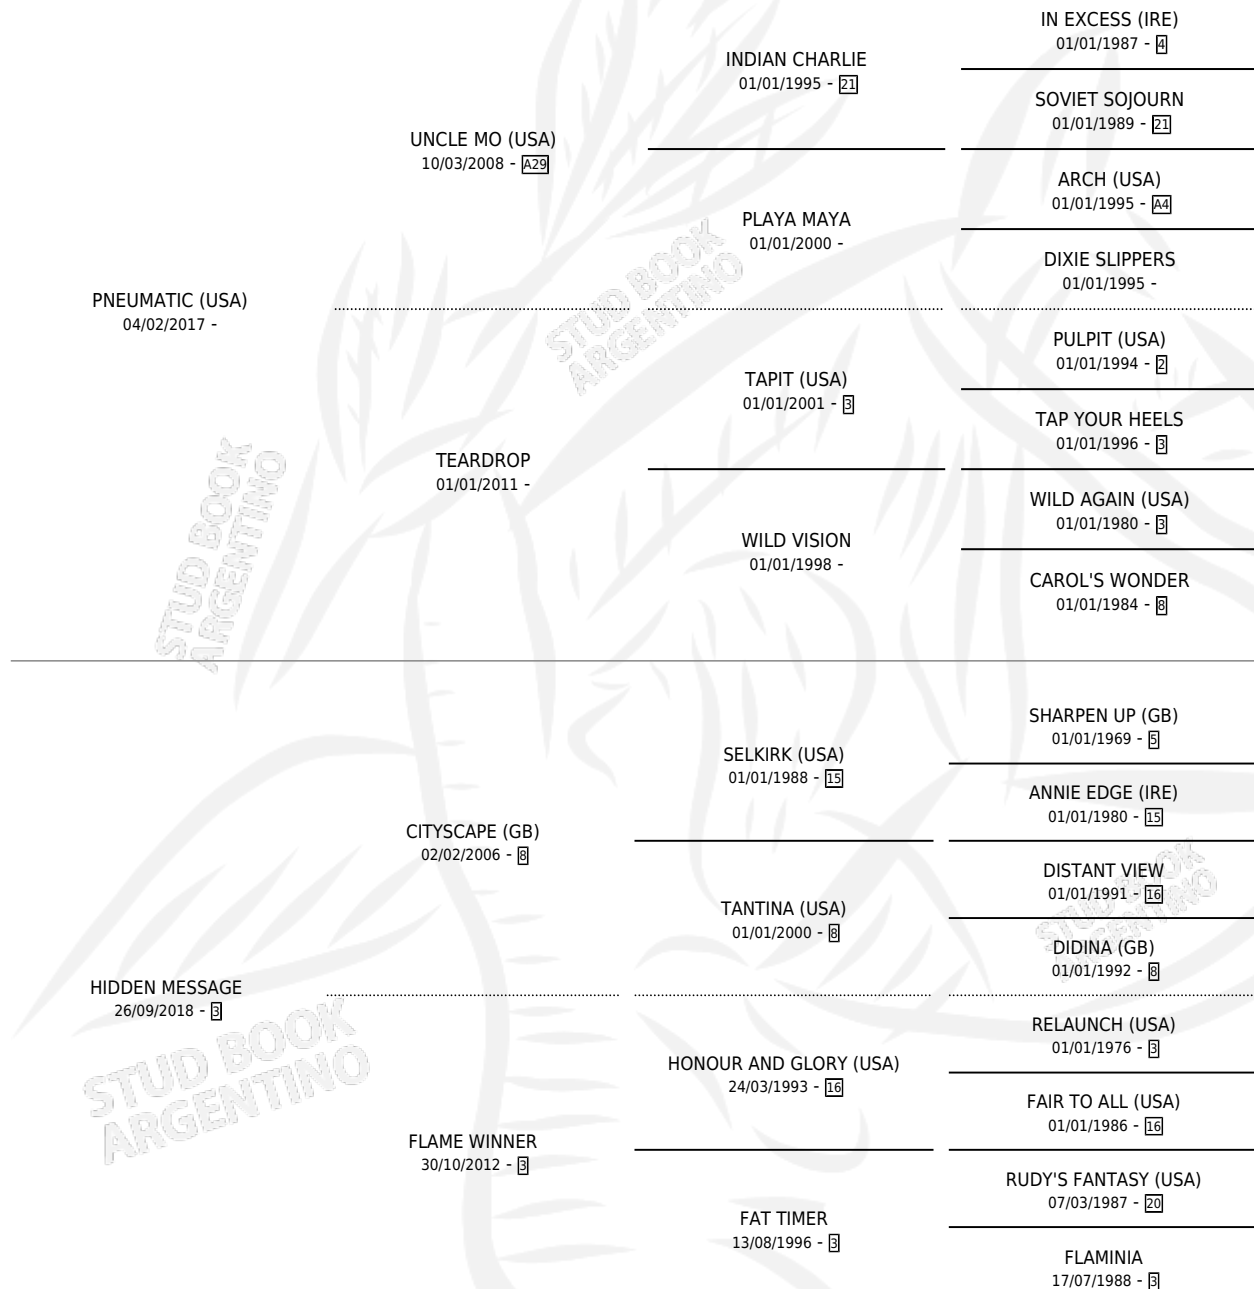 IN EXCESS (IRE)
01/01/1987 - 4
INDIAN CHARLIE
01/01/1995 - 21
SOVIET SOJOURN
01/01/1989 - 21
UNCLE MO (USA)
10/03/2008 - A29
ARCH (USA)
01/01/1995 - A4
PLAYA MAYA
01/01/2000 -
DIXIE SLIPPERS
01/01/1995 -
PNEUMATIC (USA)
04/02/2017 -
PULPIT (USA)
01/01/1994 - 2
TAPIT (USA)
01/01/2001 - 3
TAP YOUR HEELS
01/01/1996 - 3
TEARDROP
01/01/2011 -
WILD AGAIN (USA)
01/01/1980 - 3
WILD VISION
01/01/1998 -
CAROL'S WONDER
01/01/1984 - 8
SHARPEN UP (GB)
01/01/1969 - 5
SELKIRK (USA)
01/01/1988 - 15
ANNIE EDGE (IRE)
01/01/1980 - 15
CITYSCAPE (GB)
02/02/2006 - 8
DISTANT VIEW
01/01/1991 - 16
TANTINA (USA)
01/01/2000 - 8
DIDINA (GB)
01/01/1992 - 8
HIDDEN MESSAGE
26/09/2018 - 3
RELAUNCH (USA)
01/01/1976 - 3
HONOUR AND GLORY (USA)
24/03/1993 - 16
FAIR TO ALL (USA)
01/01/1986 - 16
FLAME WINNER
30/10/2012 - 3
RUDY'S FANTASY (USA)
07/03/1987 - 20
FAT TIMER
13/08/1996 - 3
FLAMINIA
17/07/1988 - 3
STUD BOOK
ARGENTINO
STUD BOOK
ARGENTINO
STUD BOOK
ARGENTINO
STUD BOOK
ARGENTINO